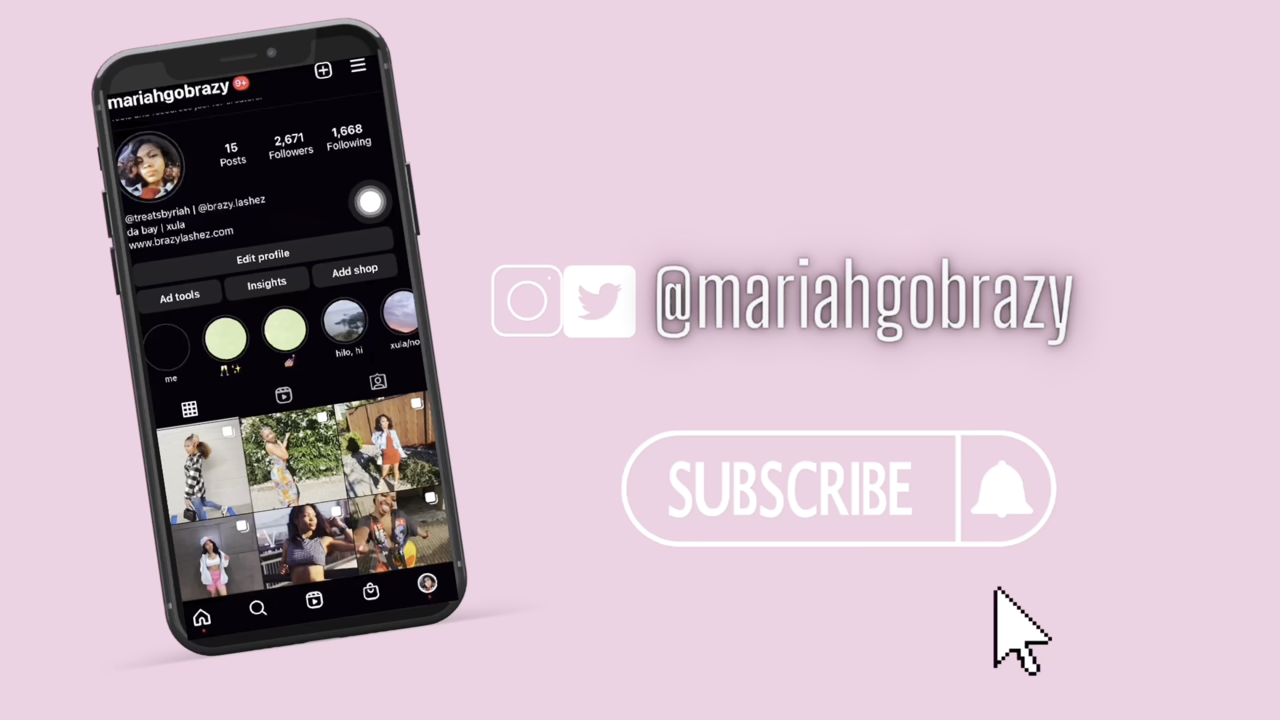 mariahgobrazy 9+
15 2,671 1,668
Posts Followers Following
@treatsbyriah | @brazy.lashez
da bay | xula
www.brazylashez.com
Edit profile
Ad tools Insights Add shop
me hilo, hi xula/no
@mariahgobrazy
SUBSCRIBE